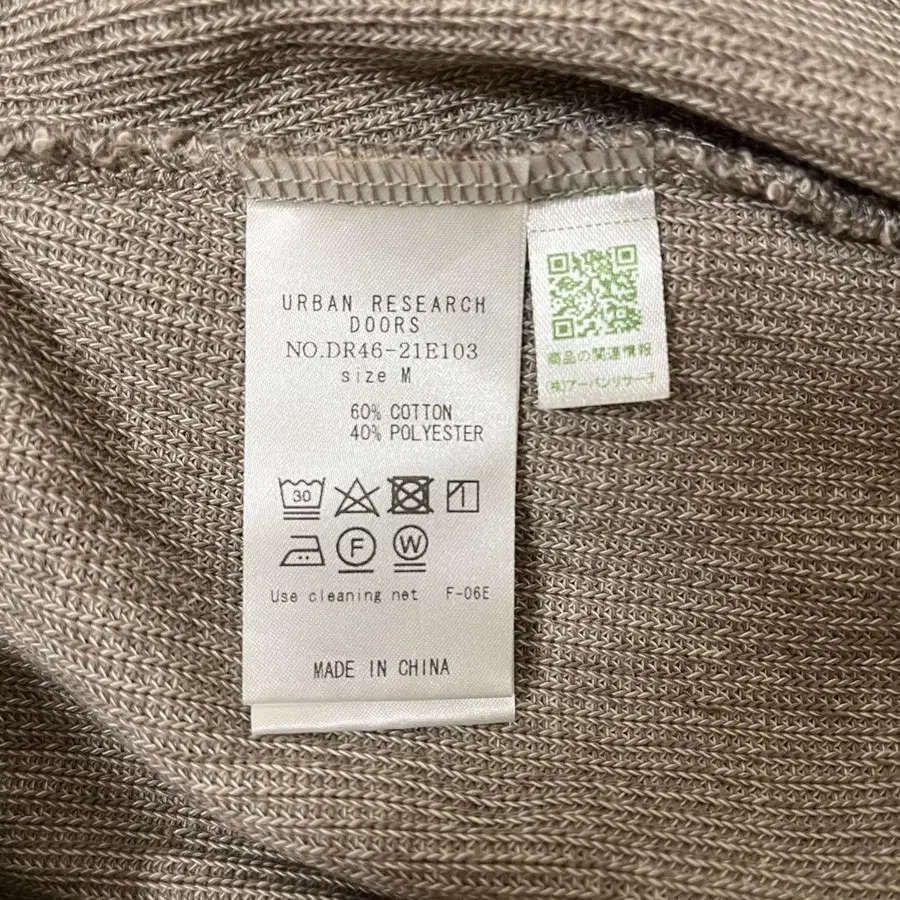 URBAN RESEARCH
DOORS
NO.DR46-21E103
size M
60% COTTON
40% POLYESTER
30
1
F
W
Use cleaning net F-06E
MADE IN CHINA
商品の関連情報
(株)アーバンリサーチ